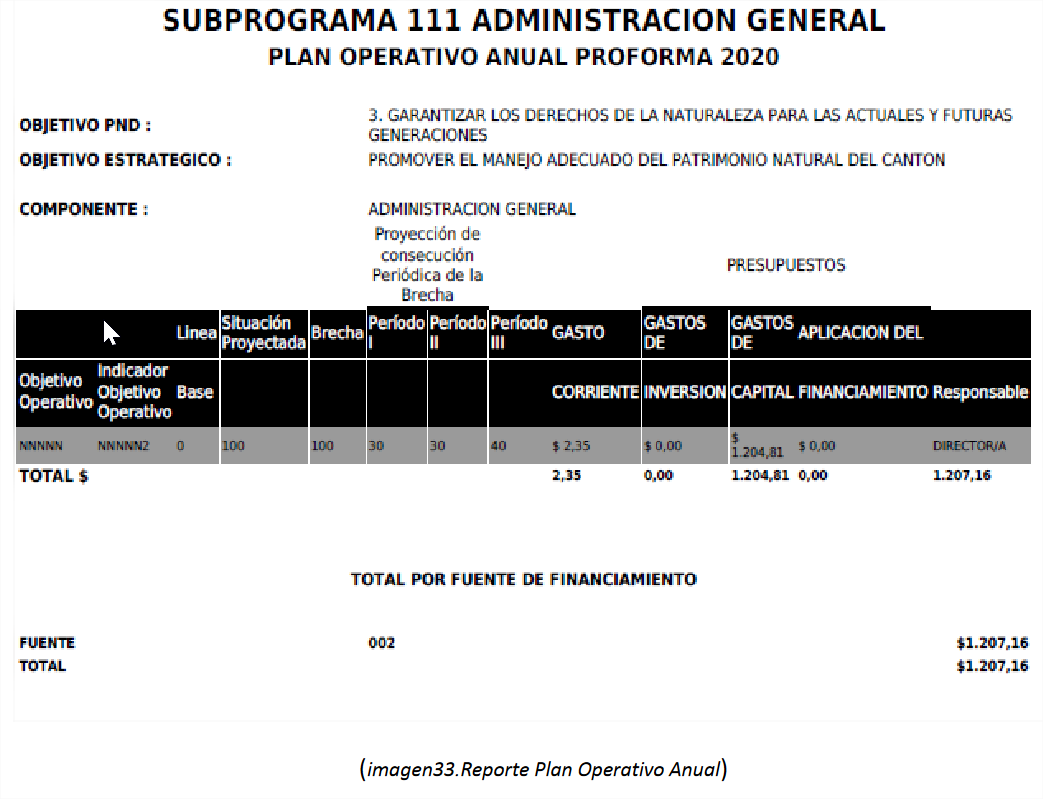 SUBPROGRAMA 111 ADMINISTRACION GENERAL
PLAN OPERATIVO ANUAL PROFORMA 2020
OBJETIVO PND : 3. GARANTIZAR LOS DERECHOS DE LA NATURALEZA PARA LAS ACTUALES Y FUTURAS
GENERACIONES
OBJETIVO ESTRATEGICO : PROMOVER EL MANEJO ADECUADO DEL PATRIMONIO NATURAL DEL CANTON
COMPONENTE : ADMINISTRACION GENERAL
Proyección de
consecución
Periódica de la
Brecha
PRESUPUESTOS
Linea Situación Proyectada Brecha Período I Período II Período III GASTO GASTOS DE GASTOS DE APLICACION DEL
Objetivo Operativo Indicador Objetivo Operativo Base CORRIENTE INVERSION CAPITAL FINANCIAMIENTO Responsable
NNNNN NNNNN2 0 100 100 30 30 40 $ 2,35 $ 0,00 $ 1.204,81 $ 0,00 DIRECTOR/A
TOTAL $ 2,35 0,00 1.204,81 0,00 1.207,16
TOTAL POR FUENTE DE FINANCIAMIENTO
FUENTE 002 $1.207,16
TOTAL $1.207,16
(imagen33.Reporte Plan Operativo Anual)